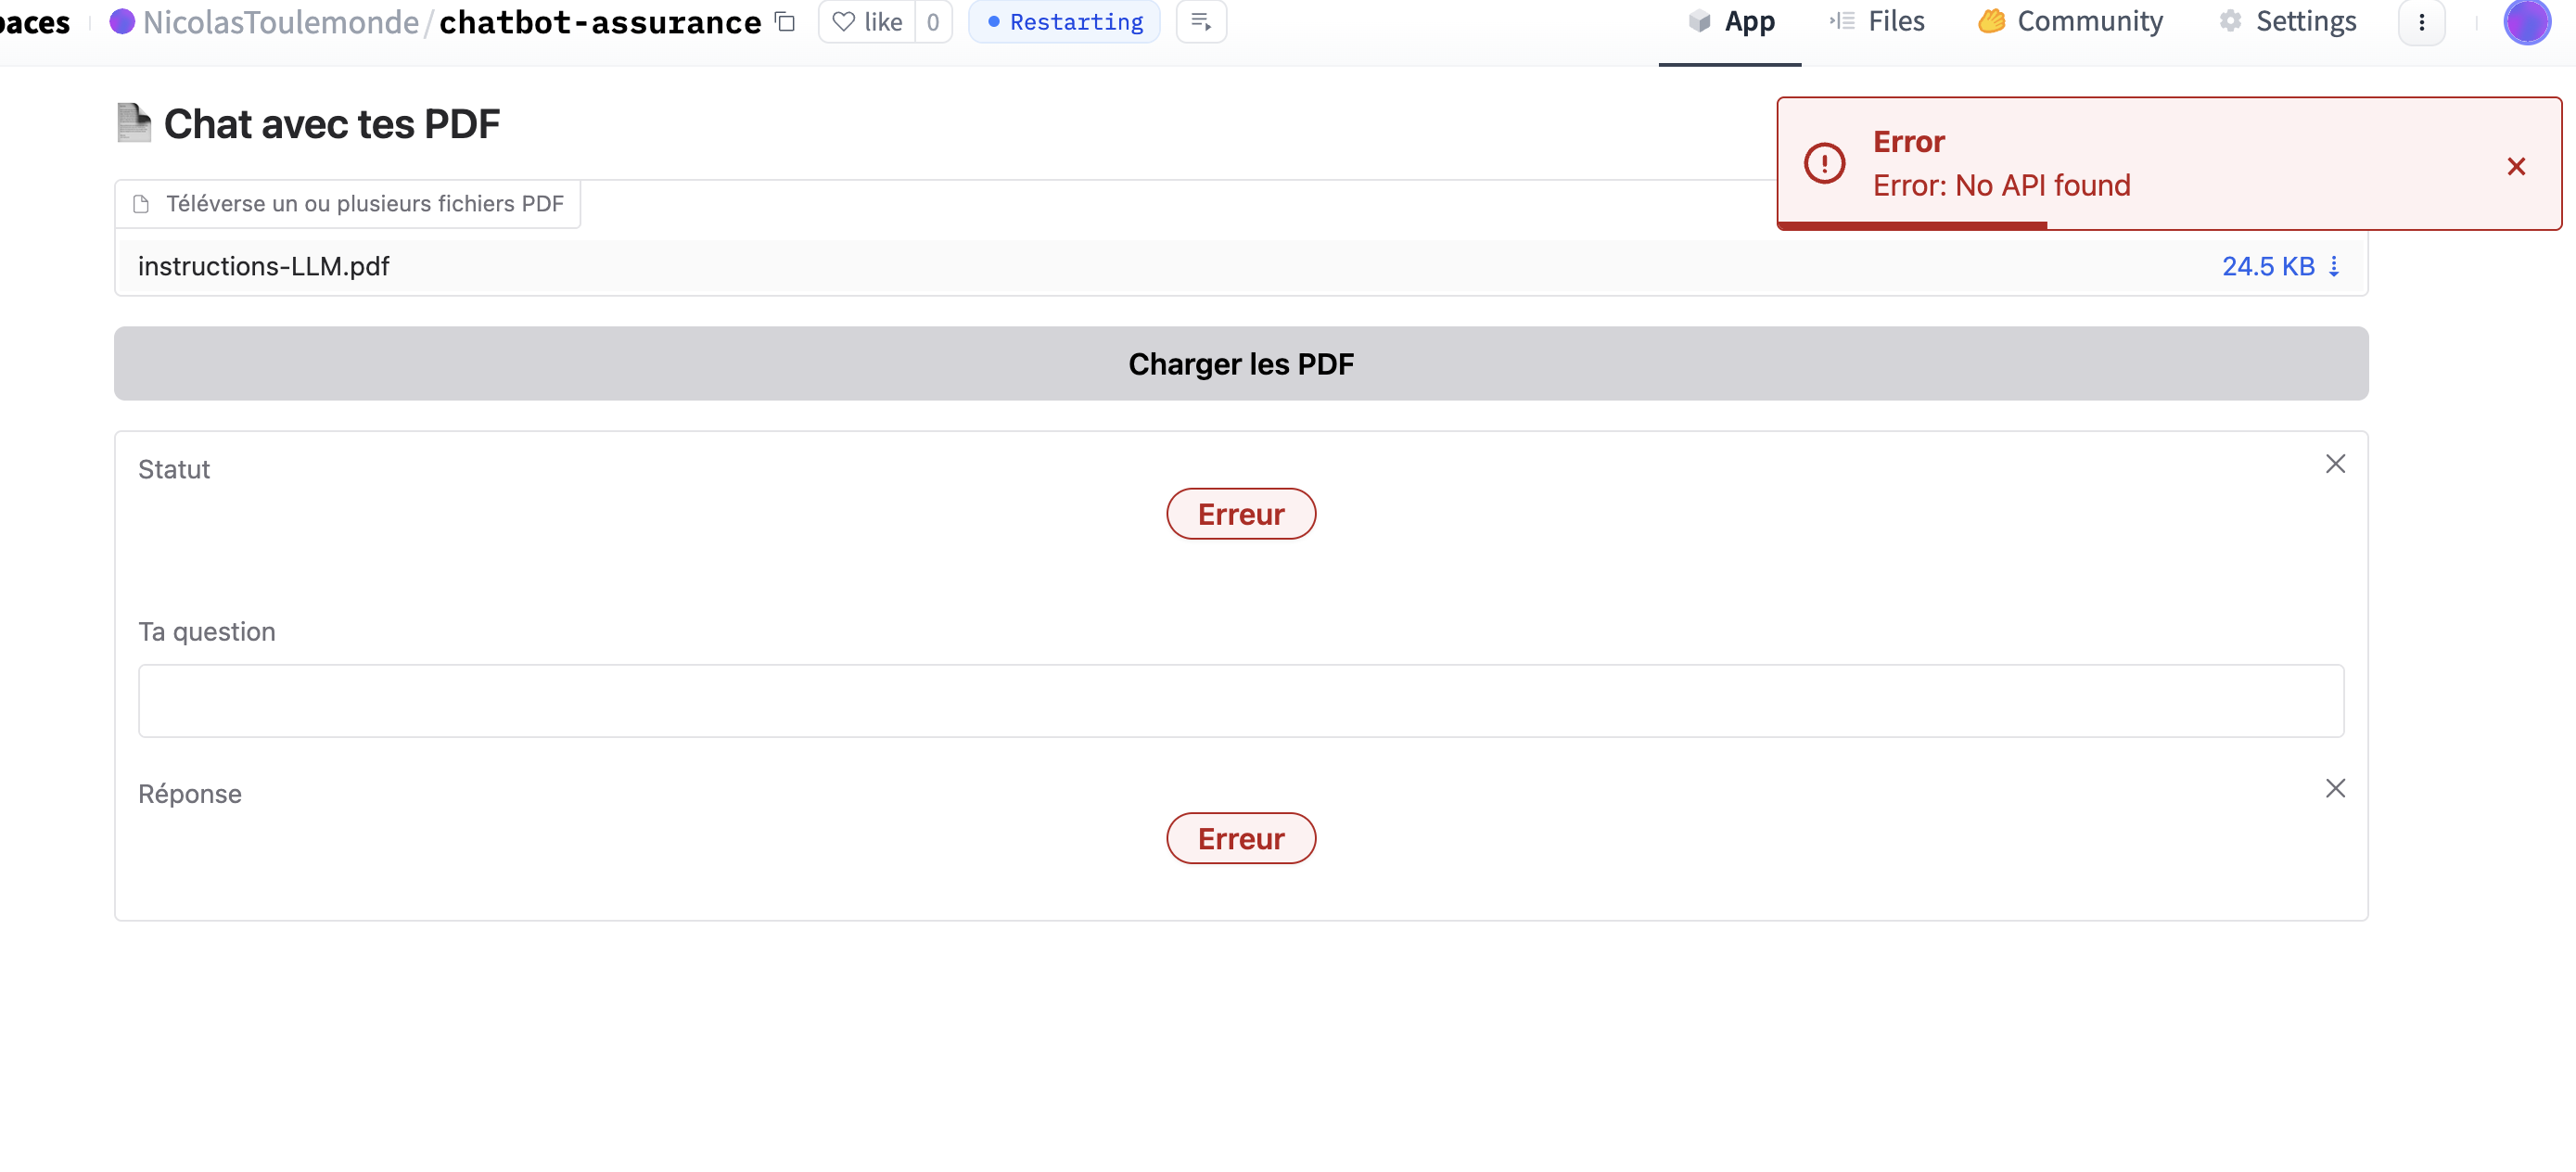 paces NicolasToulemonde/chatbot-assurance like 0 Restarting App Files Community Settings
Chat avec tes PDF
Error
Error: No API found
Téléverse un ou plusieurs fichiers PDF
instructions-LLM.pdf 24.5 KB
Charger les PDF
Statut
Erreur
Ta question
Réponse
Erreur